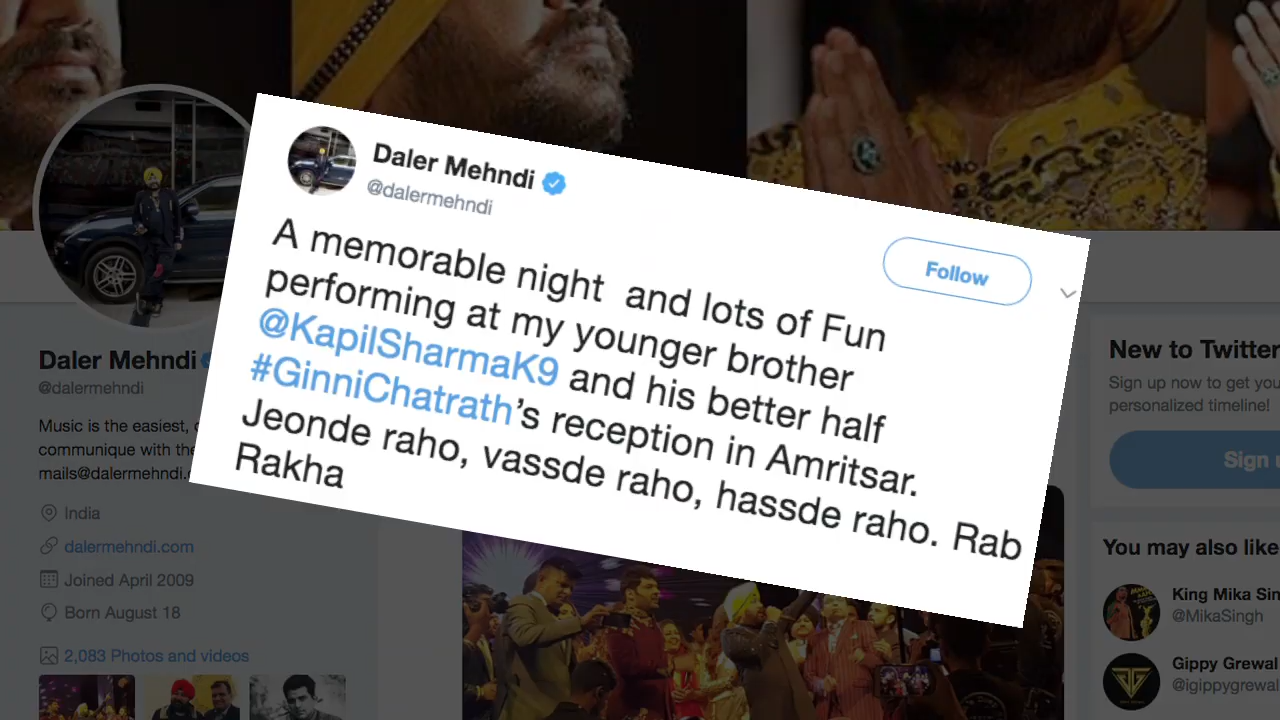 Daler Mehndi
@dalermehndi
Follow
A memorable night and lots of Fun
performing at my younger brother
@KapilSharmaK9 and his better half
#GinniChatrath's reception in Amritsar.
Jeonde raho, vassde raho, hassde raho. Rab
Rakha
Daler Mehndi
@dalermehndi
Music is the easiest,
communique with the
mails@dalermehndi.
India
dalermehndi.com
Joined April 2009
Born August 18
2,083 Photos and videos
New to Twitter
Sign up now to get you
personalized timeline!
Sign
You may also like
King Mika Sin
@MikaSingh
Gippy Grewal
@igippygrewal